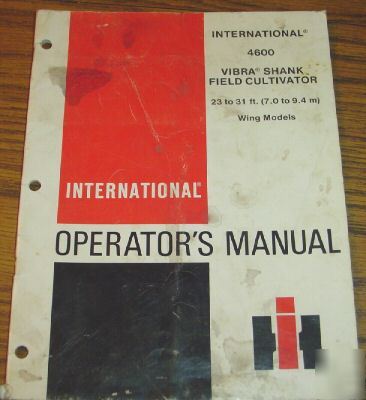 INTERNATIONAL®
4600
VIBRA® SHANK
FIELD CULTIVATOR
23 to 31 ft. (7.0 to 9.4 m)
Wing Models
INTERNATIONAL®
OPERATOR'S MANUAL
IH